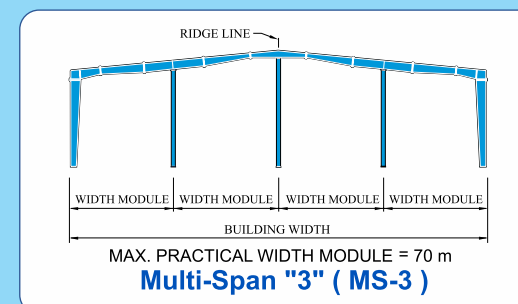 RIDGE LINE
WIDTH MODULE WIDTH MODULE WIDTH MODULE WIDTH MODULE
BUILDING WIDTH
MAX. PRACTICAL WIDTH MODULE = 70 m
Multi-Span "3" ( MS-3 )